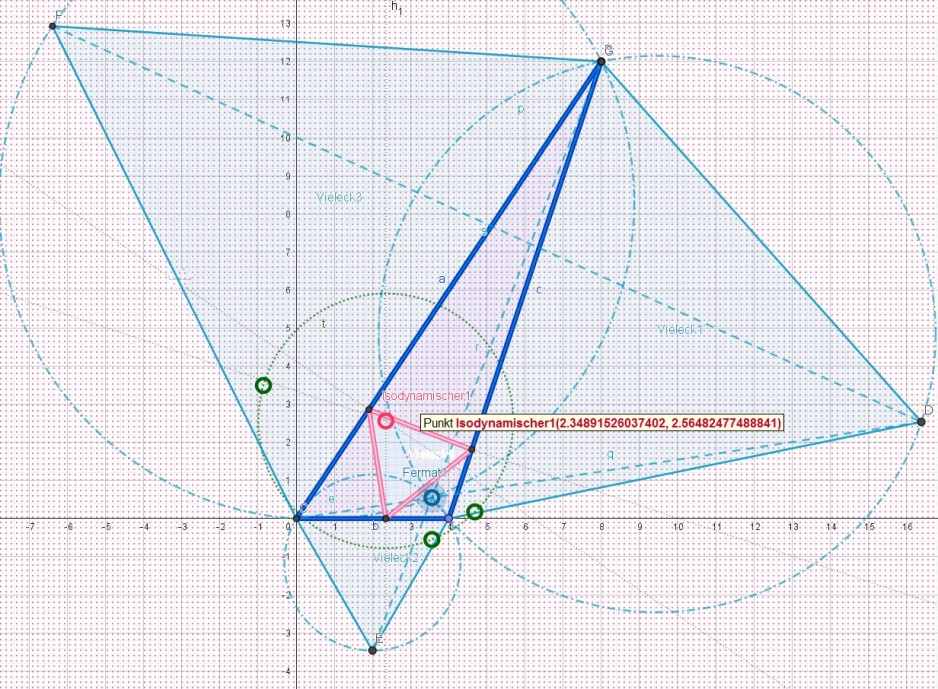 F
13
h₁
G
12
11
p
10
9
Vieleck3
8
s
7
a
6
c
5
t
Vieleck1
r
4
3
Isodynamischer1
D
Punkt Isodynamischer1(2.34891526037402, 2.56482477488841)
2
q
Fermat1
1
e
-7 -6 -5 -4 -3 -2 -1 0 b 3 4 5 6 7 8 9 10 11 12 13 14 15 16
-1
Vieleck2
-2
-3
E
-4